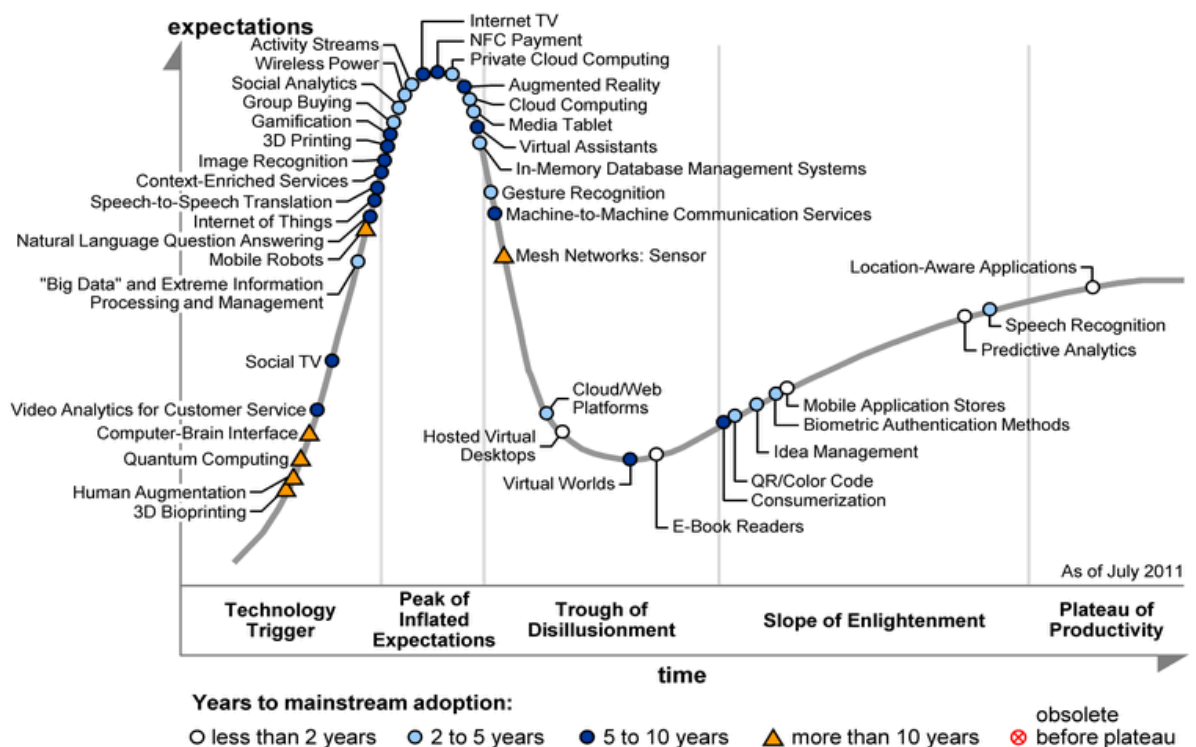 expectations
Activity Streams
Wireless Power
Social Analytics
Group Buying
Gamification
3D Printing
Image Recognition
Context-Enriched Services
Speech-to-Speech Translation
Internet of Things
Natural Language Question Answering
Mobile Robots
"Big Data" and Extreme Information
Processing and Management
Social TV
Video Analytics for Customer Service
Computer-Brain Interface
Quantum Computing
Human Augmentation
3D Bioprinting
Internet TV
NFC Payment
Private Cloud Computing
Augmented Reality
Cloud Computing
Media Tablet
Virtual Assistants
In-Memory Database Management Systems
Gesture Recognition
Machine-to-Machine Communication Services
Mesh Networks: Sensor
Cloud/Web
Platforms
Hosted Virtual
Desktops
Virtual Worlds
E-Book Readers
Location-Aware Applications
Speech Recognition
Predictive Analytics
Mobile Application Stores
Biometric Authentication Methods
Idea Management
QR/Color Code
Consumerization
As of July 2011
Technology
Trigger
Peak of
Inflated
Expectations
Trough of
Disillusionment
Slope of Enlightenment
Plateau of
Productivity
time
Years to mainstream adoption:
less than 2 years
2 to 5 years
5 to 10 years
more than 10 years
obsolete
before plateau